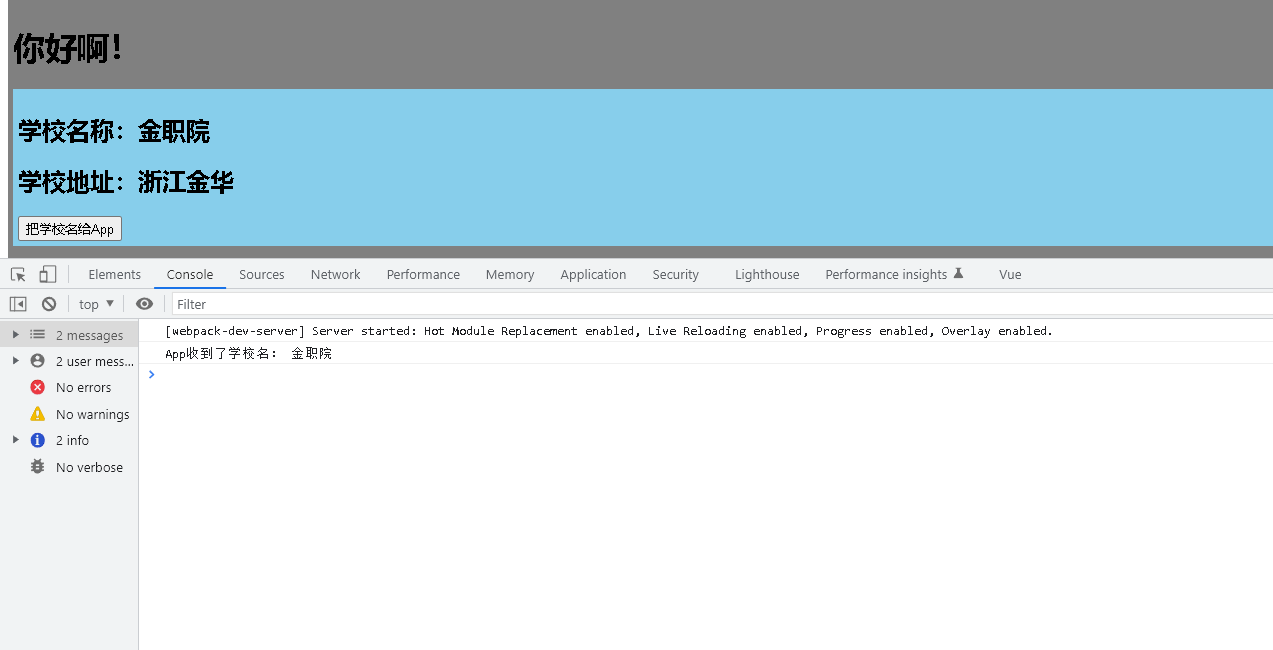 你好啊！
学校名称：金职院
学校地址：浙江金华
把学校名给App
Elements Console Sources Network Performance Memory Application Security Lighthouse Performance insights Vue
top ▼ Filter
2 messages
[webpack-dev-server] Server started: Hot Module Replacement enabled, Live Reloading enabled, Progress enabled, Overlay enabled.
2 user mess...
App收到了学校名： 金职院
No errors
No warnings
2 info
No verbose